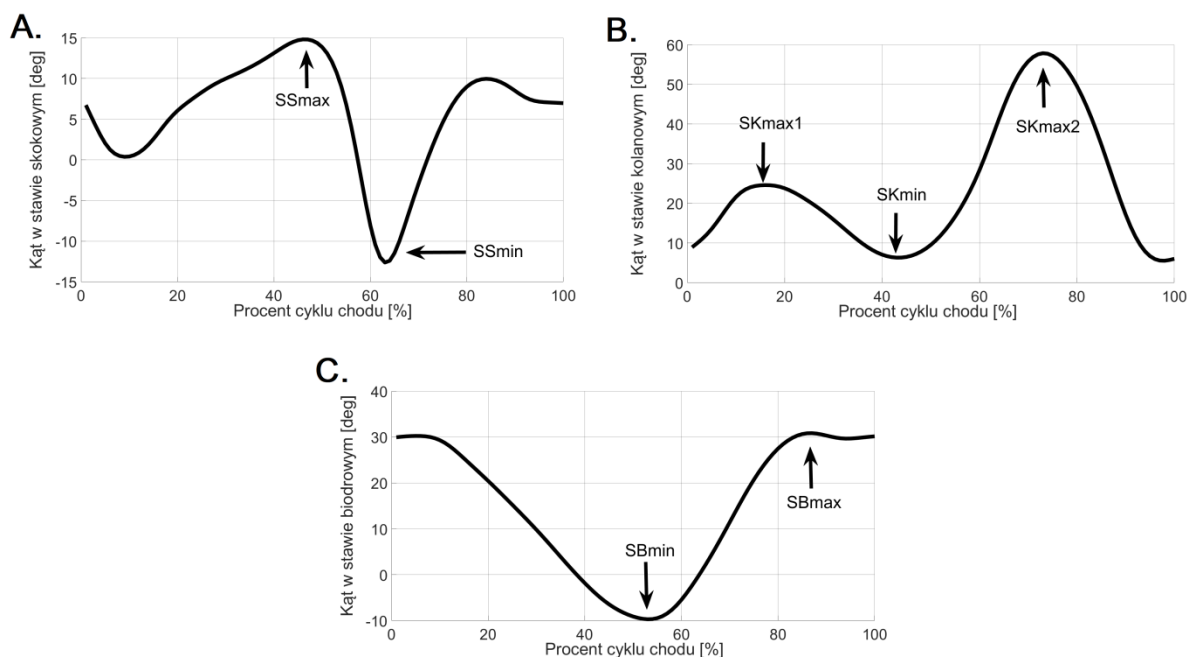 A.
Kąt w stawie skokowym [deg]
15
10
5
0
-5
-10
-15
SSmax
SSmin
0 20 40 60 80 100
Procent cyklu chodu [%]
B.
Kąt w stawie kolanowym [deg]
60
50
40
30
20
10
0
SKmax1
SKmin
SKmax2
0 20 40 60 80 100
Procent cyklu chodu [%]
C.
Kąt w stawie biodrowym [deg]
40
30
20
10
0
-10
SBmin
SBmax
0 20 40 60 80 100
Procent cyklu chodu [%]